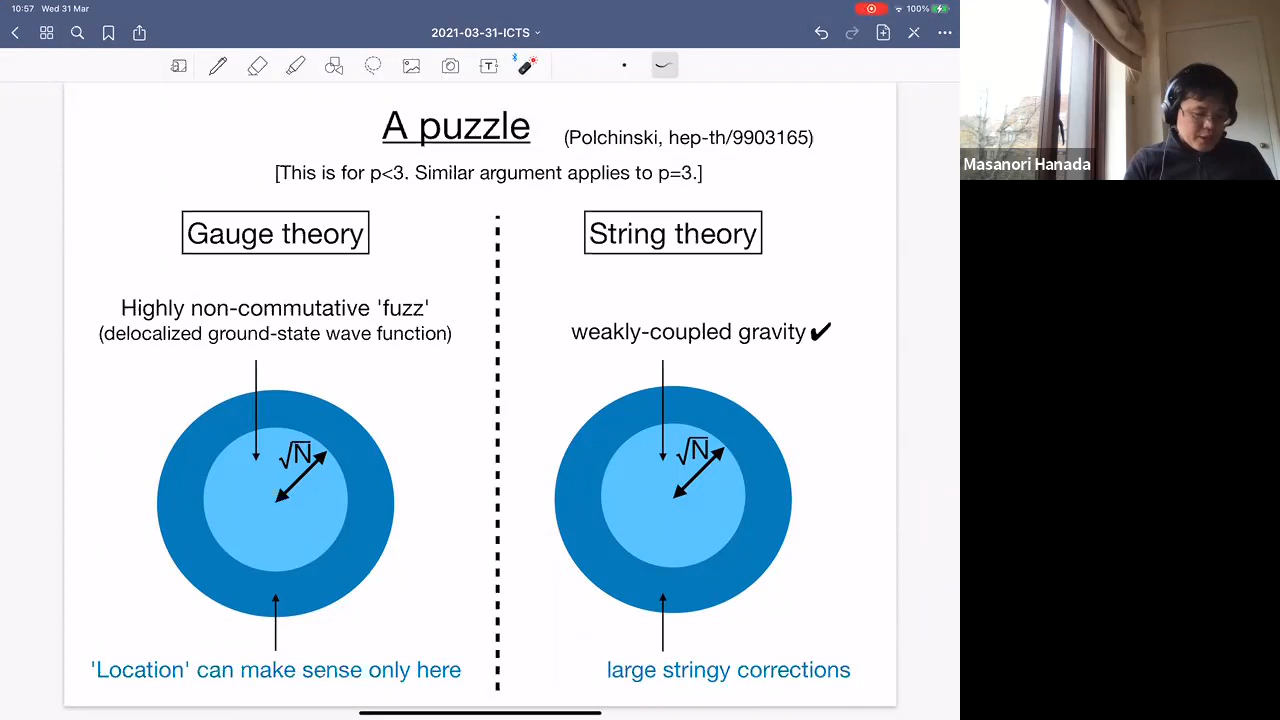 10:57 Wed 31 Mar
100%
2021-03-31-ICTS
T
A puzzle (Polchinski, hep-th/9903165)
[This is for p<3. Similar argument applies to p=3.]
Gauge theory
Highly non-commutative 'fuzz'
(delocalized ground-state wave function)
√N
'Location' can make sense only here
String theory
weakly-coupled gravity✔
√N
large stringy corrections
Masanori Hanada